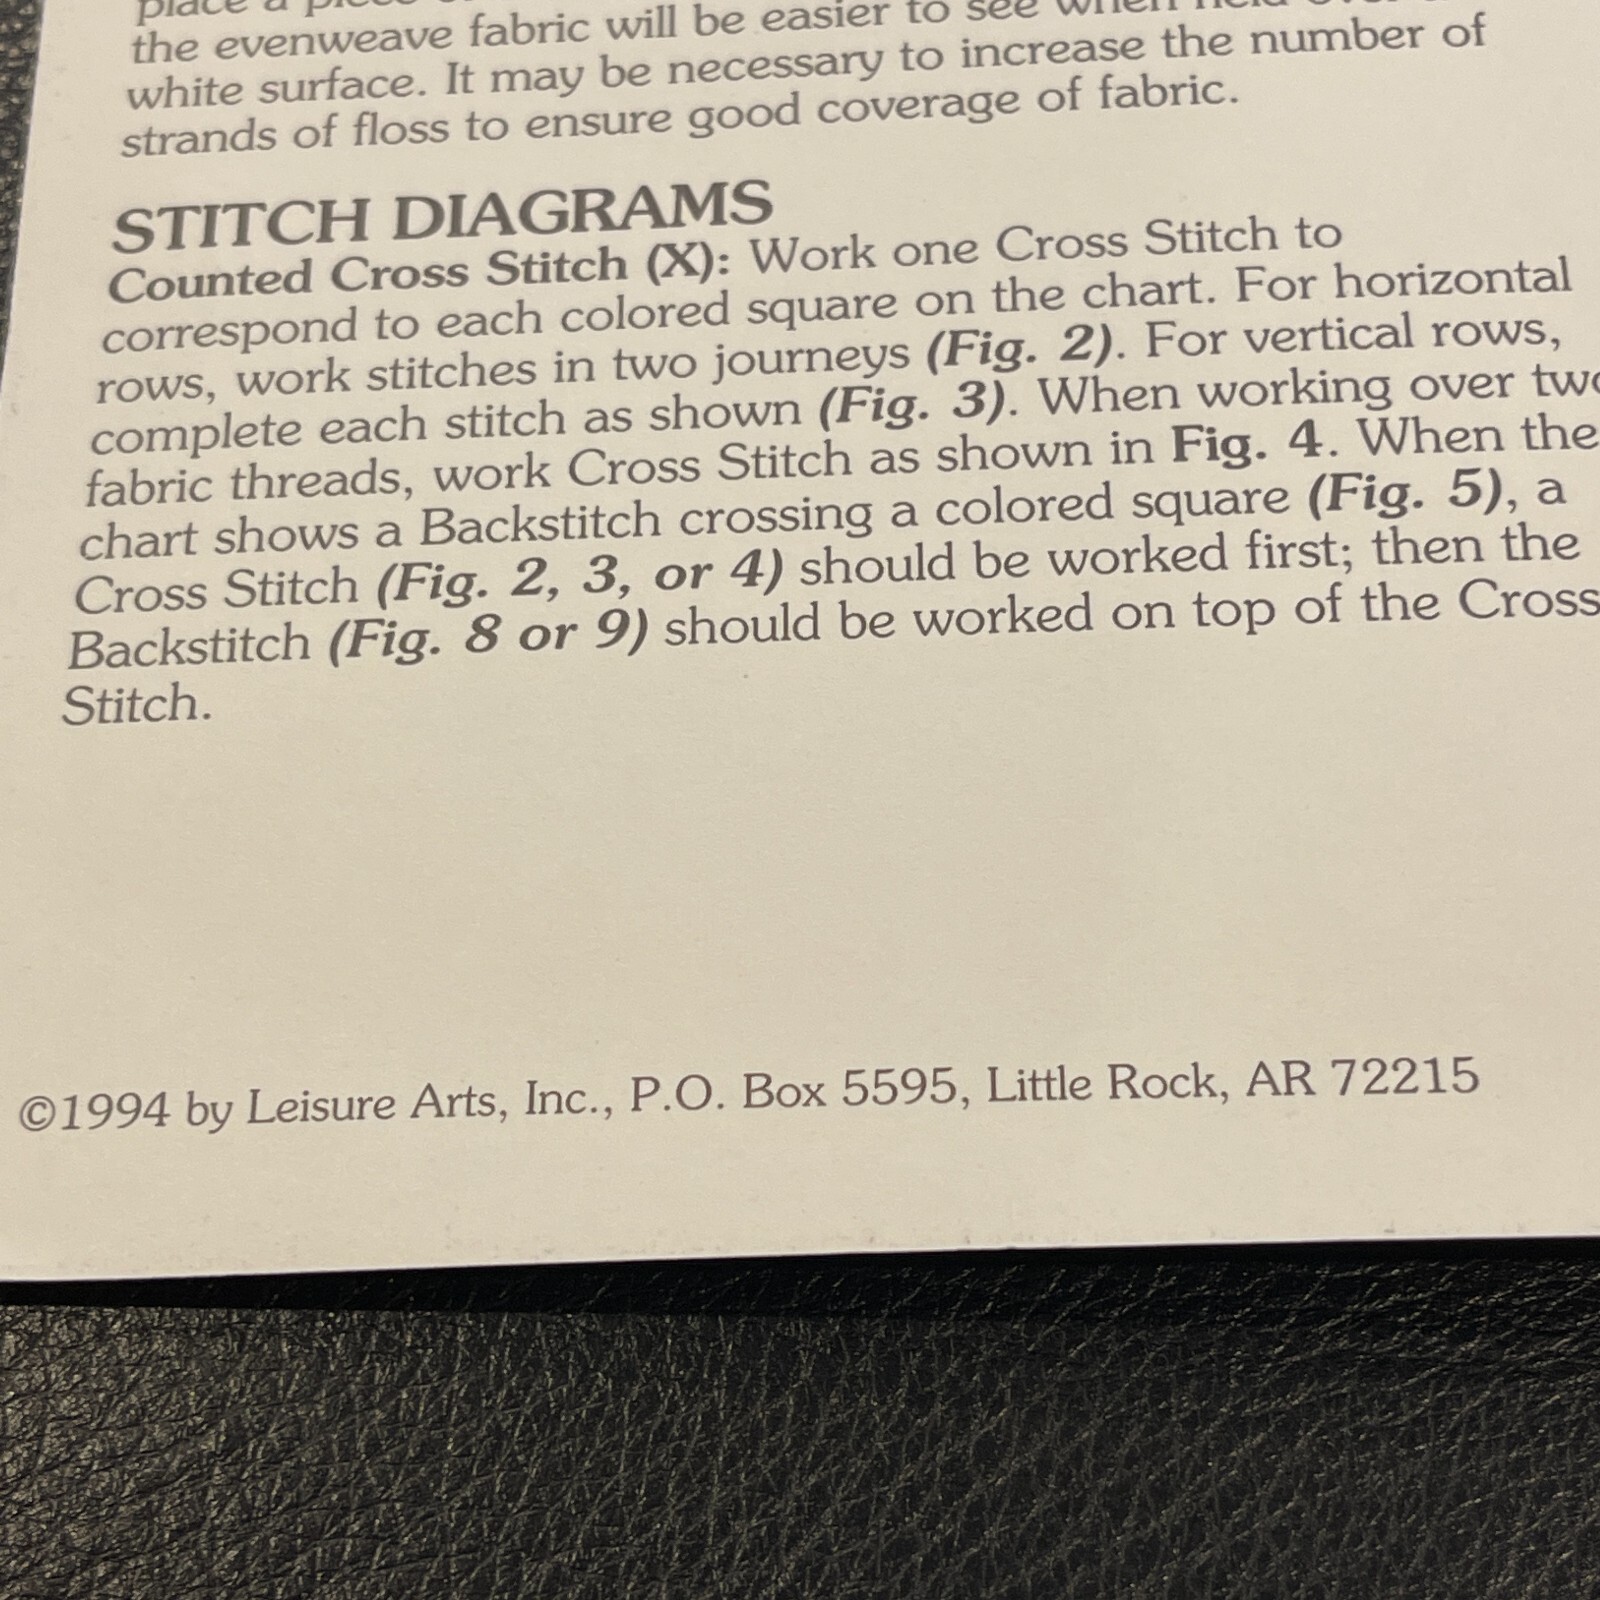 place a
the evenweave fabric will be easier to see when held over
white surface. It may be necessary to increase the number of
strands of floss to ensure good coverage of fabric.
STITCH DIAGRAMS
Counted Cross Stitch (X): Work one Cross Stitch to
correspond to each colored square on the chart. For horizontal
rows, work stitches in two journeys (Fig. 2). For vertical rows,
complete each stitch as shown (Fig. 3). When working over two
fabric threads, work Cross Stitch as shown in Fig. 4. When the
chart shows a Backstitch crossing a colored square (Fig. 5), a
Cross Stitch (Fig. 2, 3, or 4) should be worked first; then the
Backstitch (Fig. 8 or 9) should be worked on top of the Cross
Stitch.
©1994 by Leisure Arts, Inc., P.O. Box 5595, Little Rock, AR 72215